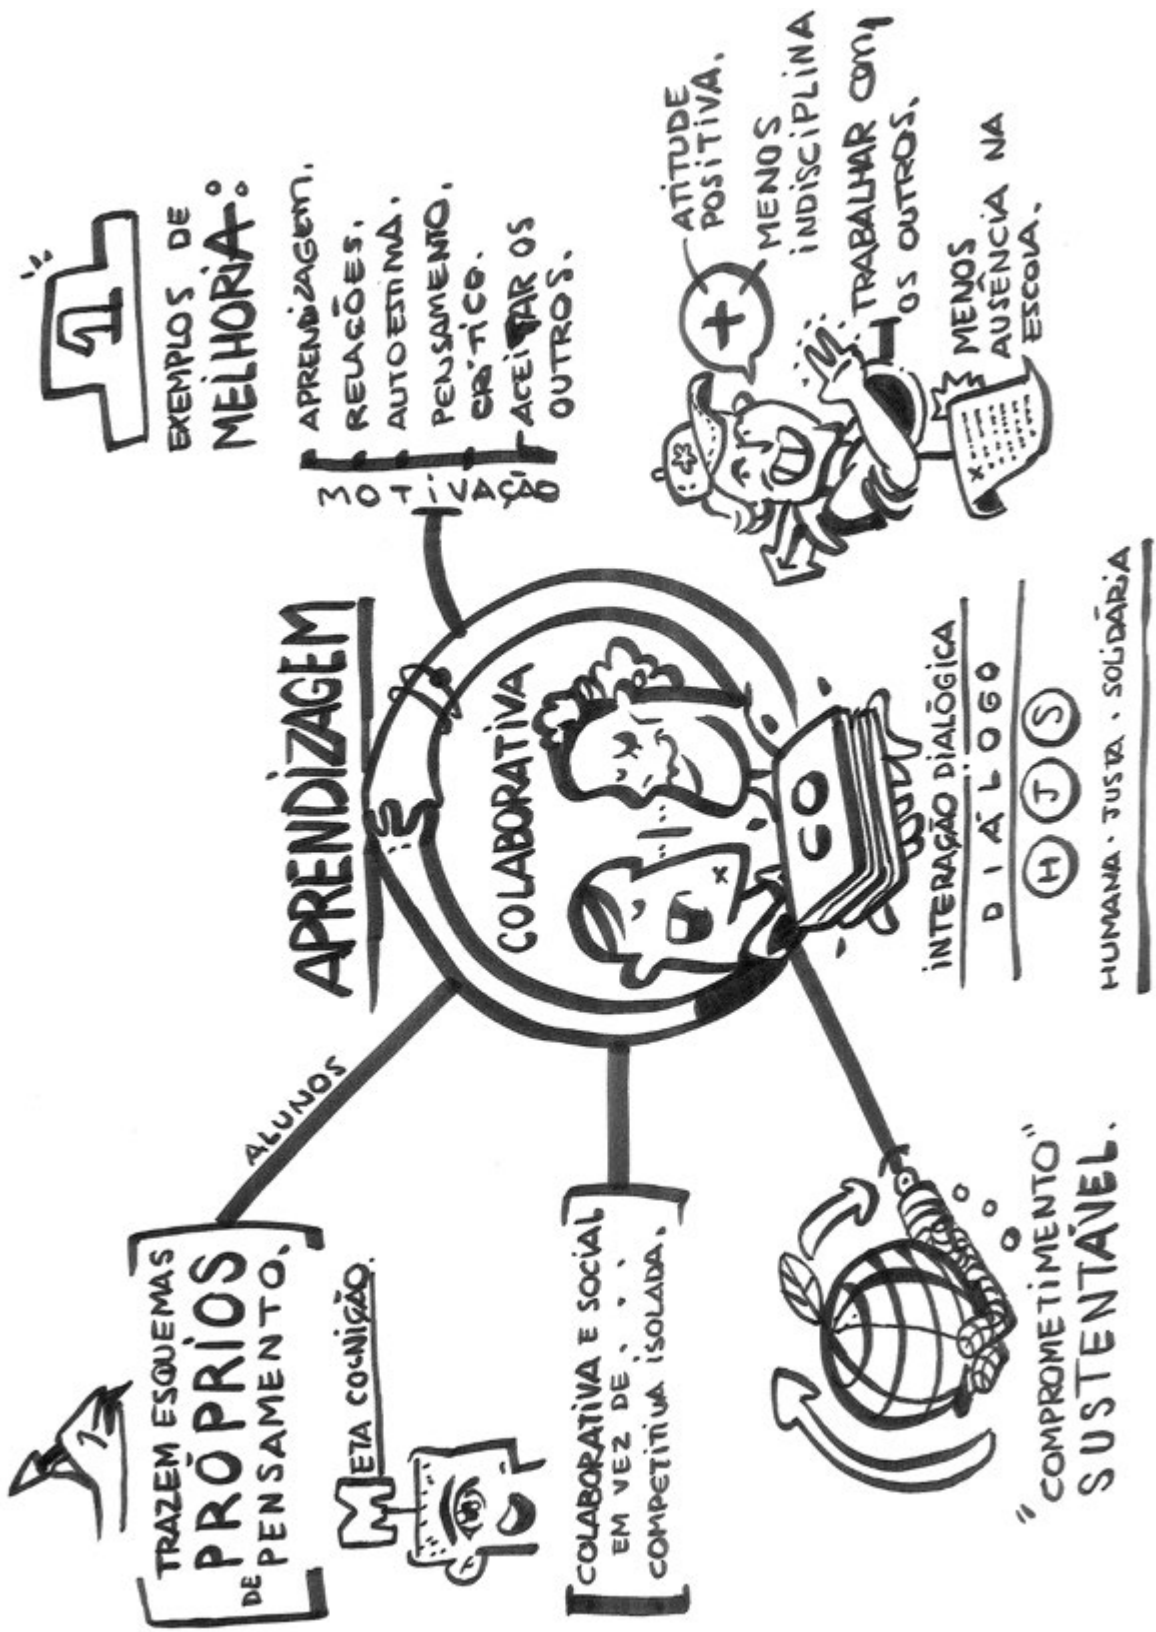 APRENDIZAGEM
COLABORATIVA
CO
ALUNOS
TRAZEM ESQUEMAS
PRÓPRIOS
DE PENSAMENTO.
META COGNIÇÃO.
COLABORATIVA E SOCIAL
EM VEZ DE . . .
COMPETITIVA ISOLADA.
"COMPROMETIMENTO"
SUSTENTÁVEL.
INTERAÇÃO DIALÓGICA
DIÁLOGO
H J S
HUMANA · JUSTA · SOLIDÁRIA
1
EXEMPLOS DE
MELHORIA:
MOTIVAÇÃO
APRENDIZAGEM.
RELAÇÕES.
AUTOESTIMA.
PENSAMENTO.
CRÍTICO.
ACEITAR OS
OUTROS.
+
ATITUDE
POSITIVA.
MENOS
INDISCIPLINA
TRABALHAR COM
OS OUTROS.
MENOS
AUSÊNCIA NA
ESCOLA.